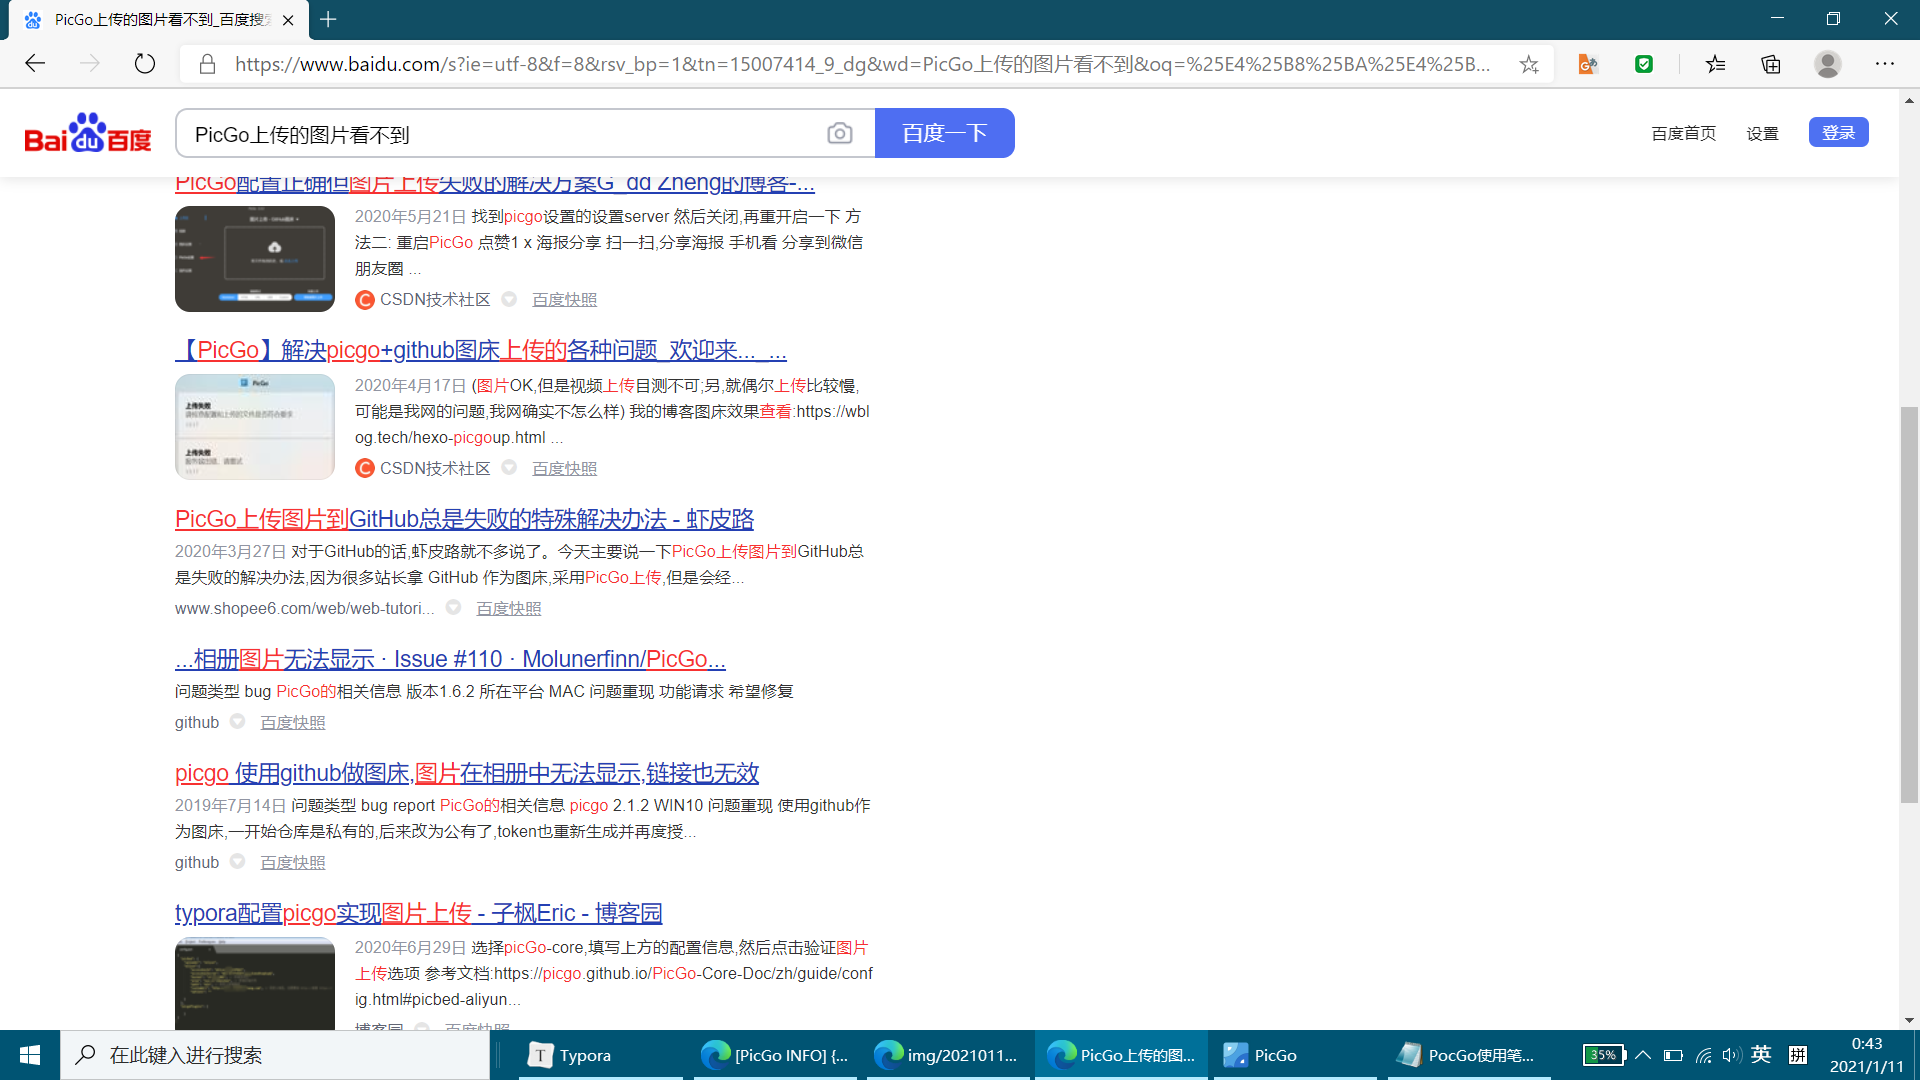 PicGo上传的图片看不到_百度搜索
https://www.baidu.com/s?ie=utf-8&f=8&rsv_bp=1&tn=15007414_9_dg&wd=PicGo上传的图片看不到&oq=%25E4%25B8%25BA%25E4%25B...
Bai du 百度
PicGo上传的图片看不到
百度一下
百度首页 设置 登录
PicGo配置正确但图片上传失败的解决方案G_dd Zheng的博客-...
2020年5月21日 找到picgo设置的设置server 然后关闭,再重开启一下 方
法二: 重启PicGo 点赞1 x 海报分享 扫一扫,分享海报 手机看 分享到微信
朋友圈 ...
CSDN技术社区 百度快照
【PicGo】解决picgo+github图床上传的各种问题_欢迎来..._...
PicGo
上传失败
上传失败
2020年4月17日 (图片OK,但是视频上传目测不可;另,就偶尔上传比较慢,
可能是我网的问题,我网确实不怎么样) 我的博客图床效果查看:https://wbl
og.tech/hexo-picgoup.html ...
CSDN技术社区 百度快照
PicGo上传图片到GitHub总是失败的特殊解决办法 - 虾皮路
2020年3月27日 对于GitHub的话,虾皮路就不多说了。今天主要说一下PicGo上传图片到GitHub总
是失败的解决办法,因为很多站长拿 GitHub 作为图床,采用PicGo上传,但是会经...
www.shopee6.com/web/web-tutori... 百度快照
...相册图片无法显示 · Issue #110 · Molunerfinn/PicGo...
问题类型 bug PicGo的相关信息 版本1.6.2 所在平台 MAC 问题重现 功能请求 希望修复
github 百度快照
picgo 使用github做图床,图片在相册中无法显示,链接也无效
2019年7月14日 问题类型 bug report PicGo的相关信息 picgo 2.1.2 WIN10 问题重现 使用github作
为图床,一开始仓库是私有的,后来改为公有了,token也重新生成并再度授...
github 百度快照
typora配置picgo实现图片上传 - 子枫Eric - 博客园
2020年6月29日 选择picGo-core,填写上方的配置信息,然后点击验证图片
上传选项 参考文档:https://picgo.github.io/PicGo-Core-Doc/zh/guide/conf
ig.html#picbed-aliyun...
博客园 百度快照
在此键入进行搜索
Typora
[PicGo INFO] {...
img/2021011...
PicGo上传的图...
PicGo
PocGo使用笔...
35%
英
拼
0:43
2021/1/11